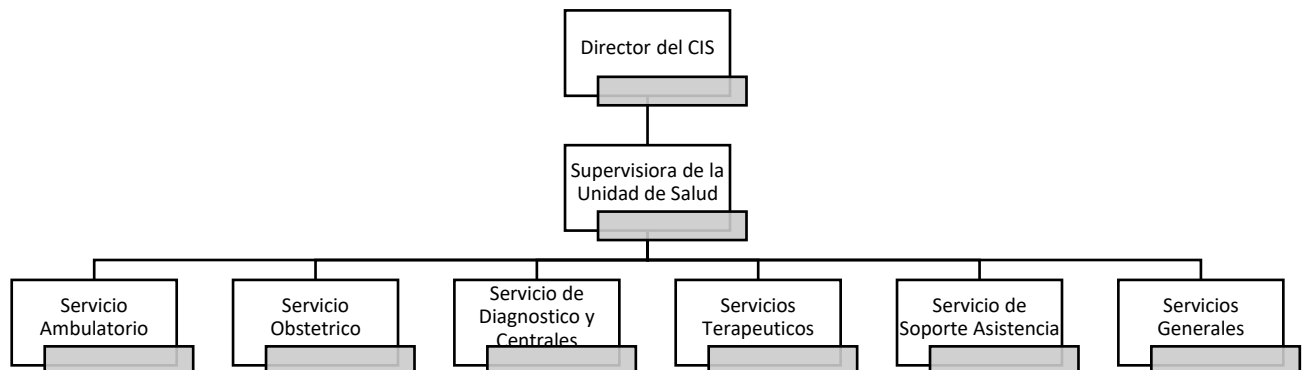 Director del CIS
Supervisiora de la
Unidad de Salud
Servicio
Ambulatorio
Servicio
Obstetrico
Servicio de
Diagnostico y
Centrales
Servicios
Terapeuticos
Servicio de
Soporte Asistencia
Servicios
Generales